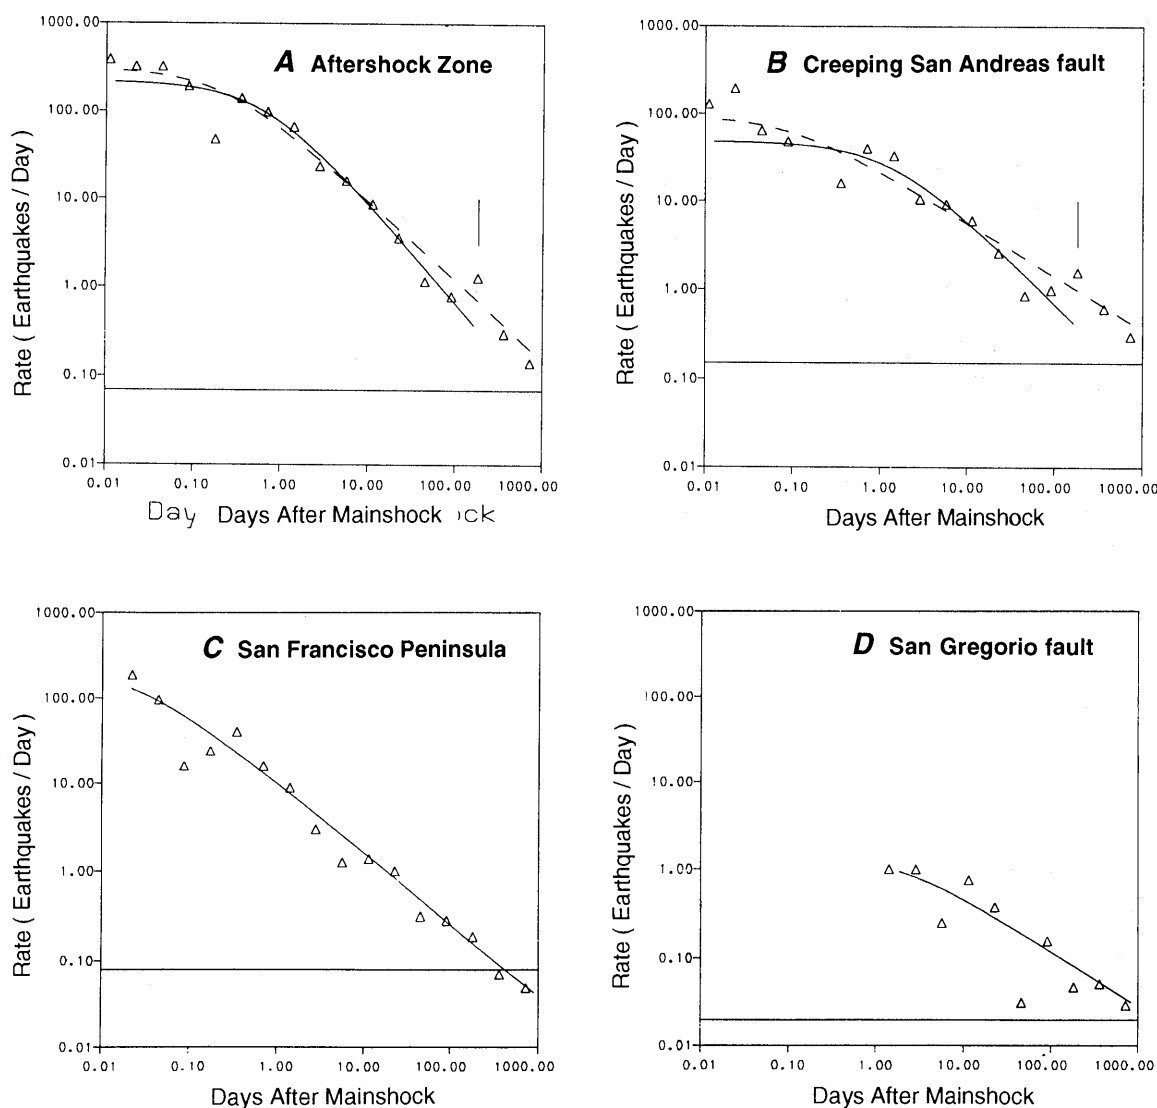 A Aftershock Zone
Rate ( Earthquakes / Day )
1000.00
100.00
10.00
1.00
0.10
0.01
0.01 0.10 1.00 10.00 100.00 1000.00
Day Days After Mainshock ock
B Creeping San Andreas fault
Rate ( Earthquakes / Day )
1000.00
100.00
10.00
1.00
0.10
0.01
0.01 0.10 1.00 10.00 100.00 1000.00
Days After Mainshock
C San Francisco Peninsula
Rate ( Earthquakes / Day )
1000.00
100.00
10.00
1.00
0.10
0.01
0.01 0.10 1.00 10.00 100.00 1000.00
Days After Mainshock
D San Gregorio fault
Rate ( Earthquakes / Day )
1000.00
100.00
10.00
1.00
0.10
0.01
0.01 0.10 1.00 10.00 100.00 1000.00
Days After Mainshock